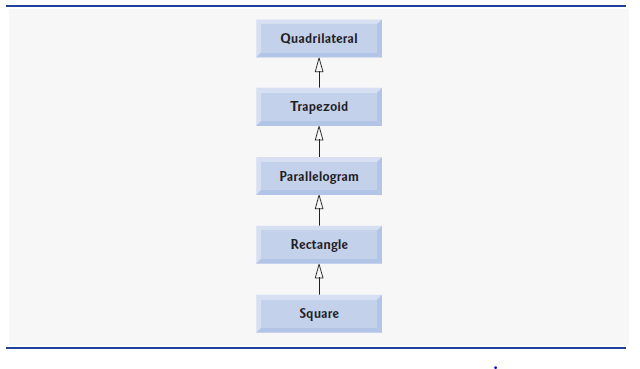 Quadrilateral
Trapezoid
Parallelogram
Rectangle
Square